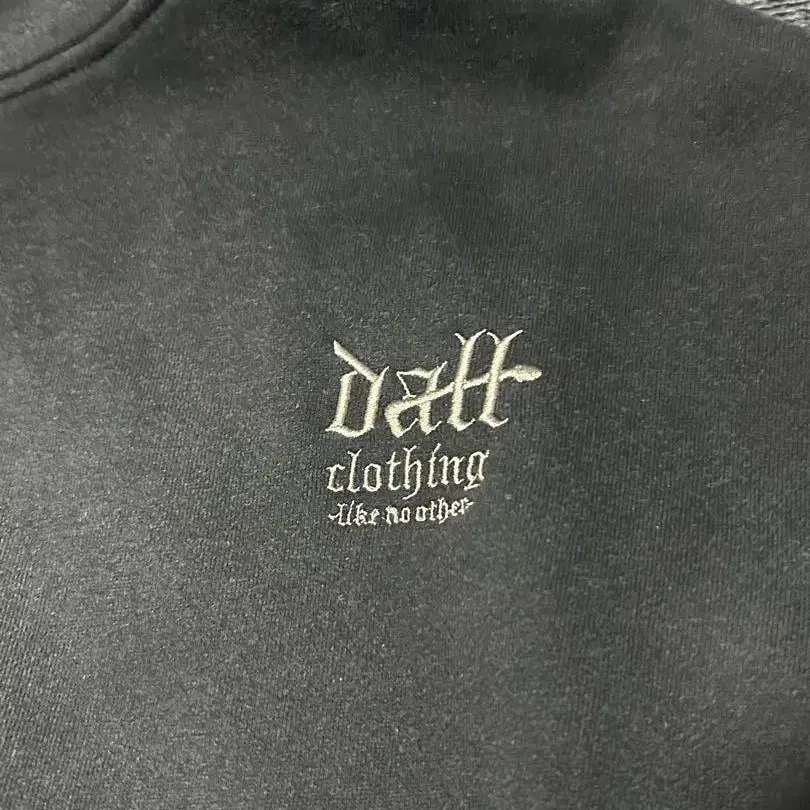 datt
clothing
-like no other-